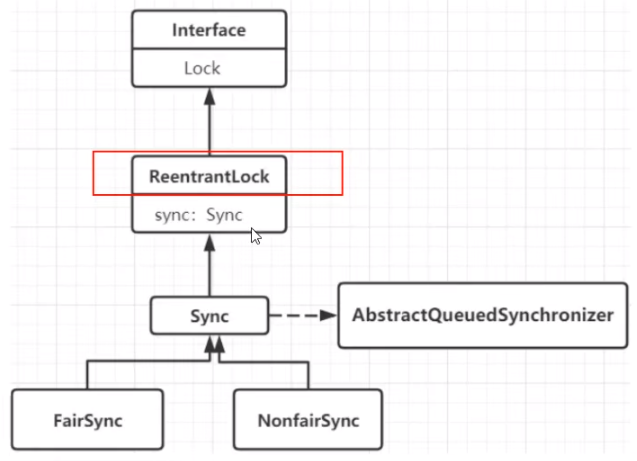 Interface
Lock
ReentrantLock
sync: Sync
Sync
AbstractQueuedSynchronizer
FairSync
NonfairSync